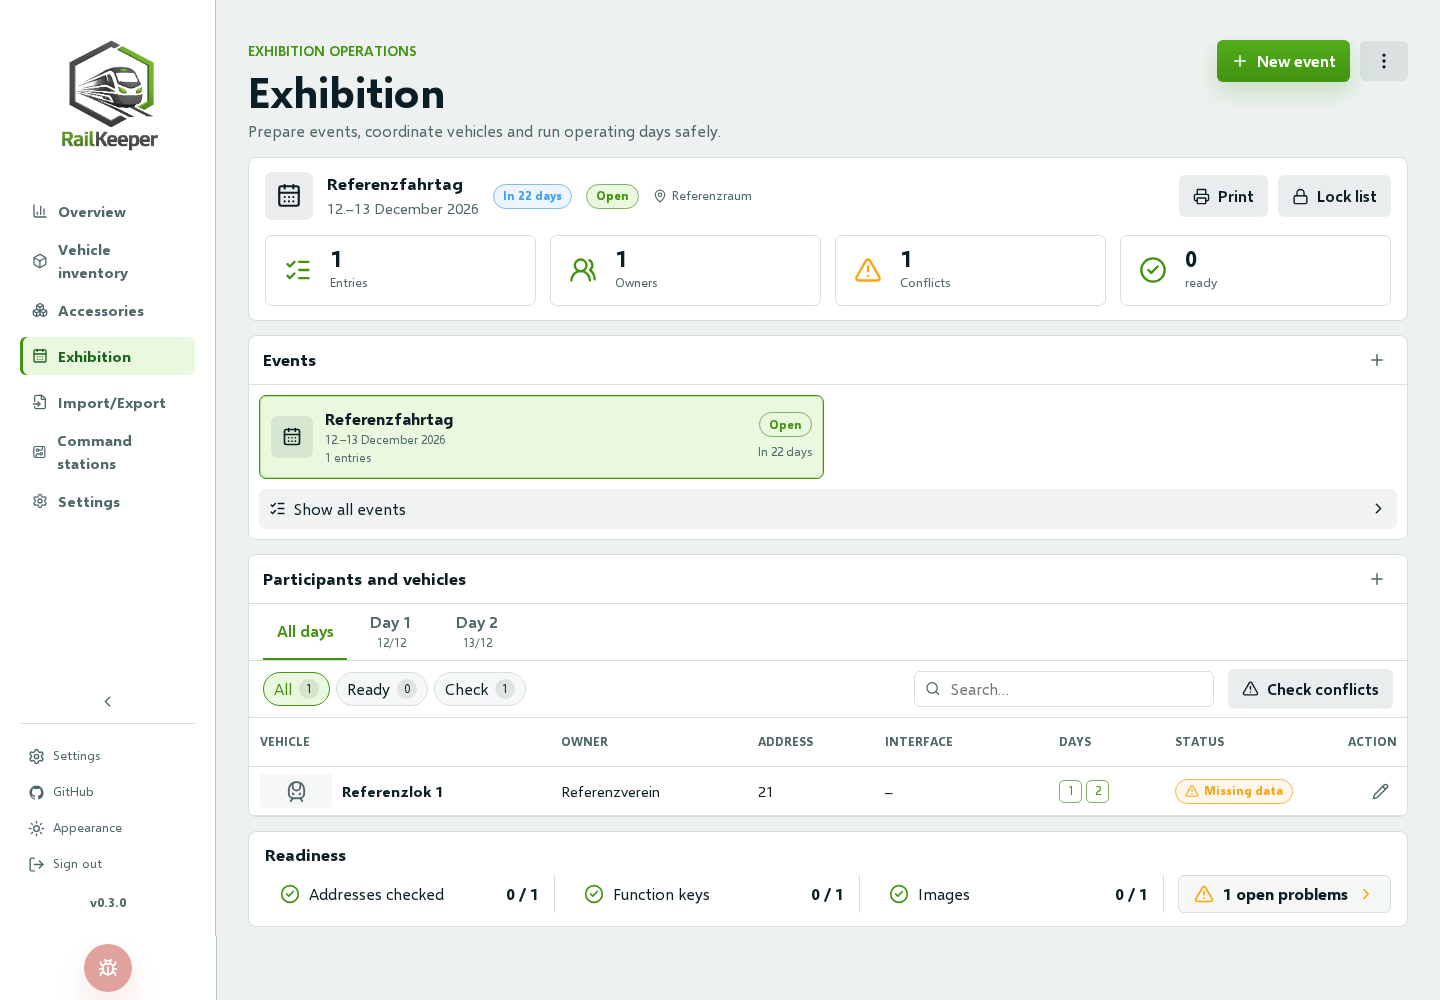 RailKeeper
Overview
Vehicle
inventory
Accessories
Exhibition
Import/Export
Command
stations
Settings
Settings
GitHub
Appearance
Sign out
v0.3.0
EXHIBITION OPERATIONS
Exhibition
Prepare events, coordinate vehicles and run operating days safely.
New event
Referenzfahrtag
12.–13 December 2026
In 22 days
Open
Referenzraum
Print
Lock list
1
Entries
1
Owners
1
Conflicts
0
ready
Events
Referenzfahrtag
12.–13 December 2026
1 entries
Open
In 22 days
Show all events
Participants and vehicles
All days
Day 1
12/12
Day 2
13/12
All 1
Ready 0
Check 1
Search...
Check conflicts
VEHICLE OWNER ADDRESS INTERFACE DAYS STATUS ACTION
Referenzlok 1 Referenzverein 21 – 1 2 Missing data
Readiness
Addresses checked 0 / 1
Function keys 0 / 1
Images 0 / 1
1 open problems